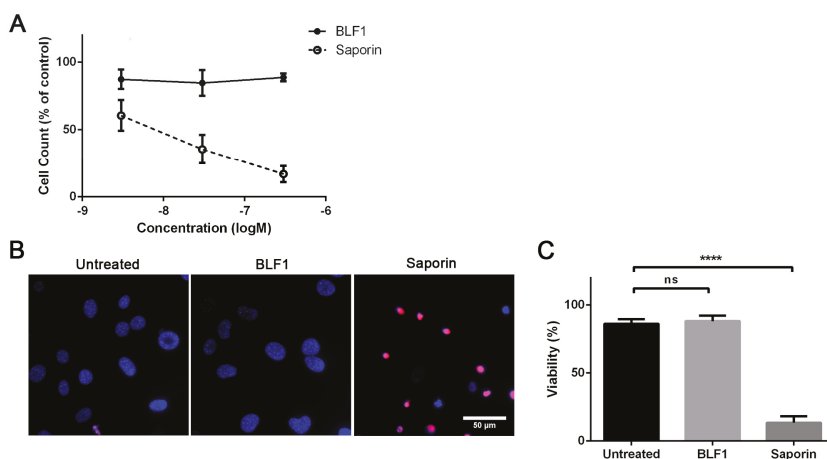 A
BLF1
Saporin
Cell Count (% of control)
100
50
0
-9
-8
-7
-6
Concentration (logM)
B
Untreated
BLF1
Saporin
50 µm
C
****
ns
Viability (%)
100
50
0
Untreated
BLF1
Saporin